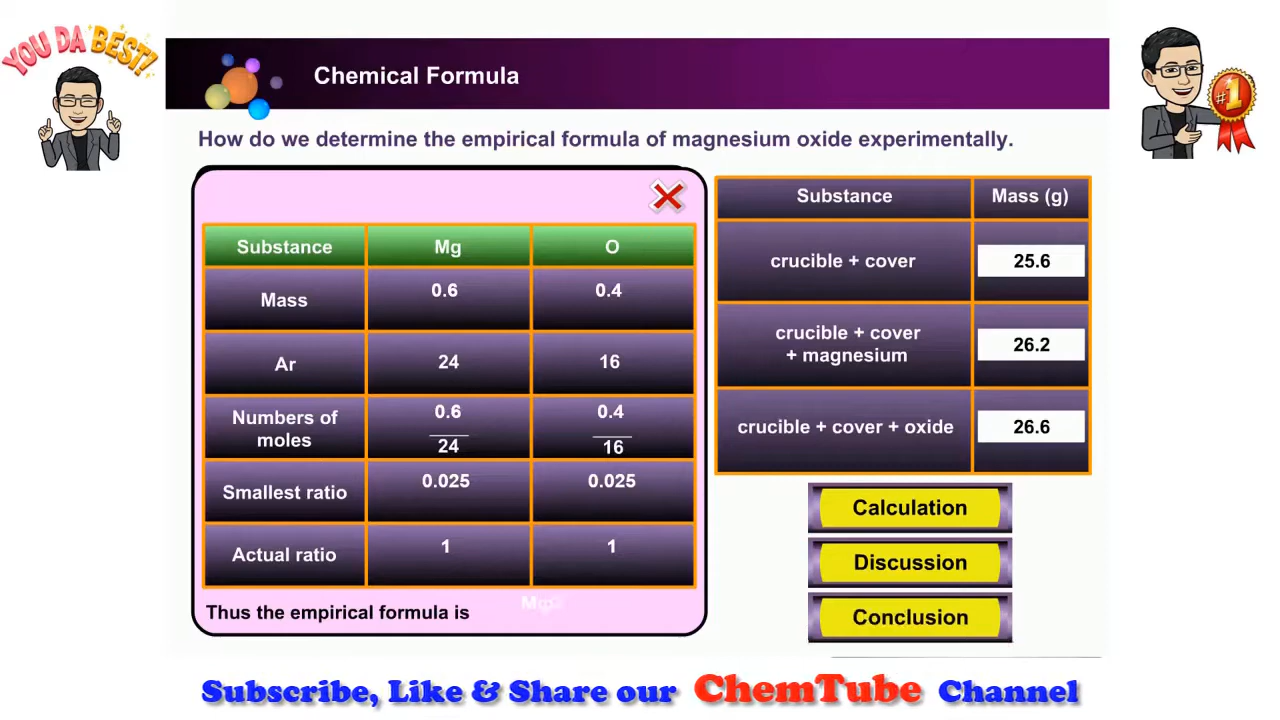 YOU DA BEST!
Chemical Formula
#1
How do we determine the empirical formula of magnesium oxide experimentally.
Substance Mg O
Mass 0.6 0.4
Ar 24 16
Numbers of moles 0.6/24 0.4/16
Smallest ratio 0.025 0.025
Actual ratio 1 1
Thus the empirical formula is
Substance Mass (g)
crucible + cover 25.6
crucible + cover
+ magnesium 26.2
crucible + cover + oxide 26.6
Calculation
Discussion
Conclusion
Subscribe, Like & Share our ChemTube Channel